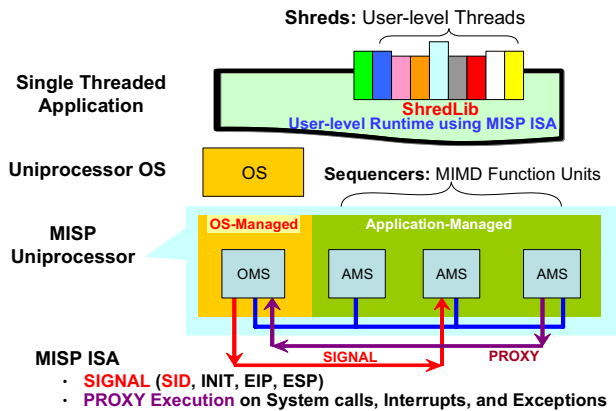 Shreds: User-level Threads
Single Threaded
Application
ShredLib
User-level Runtime using MISP ISA
Uniprocessor OS
OS
Sequencers: MIMD Function Units
MISP
Uniprocessor
OS-Managed
Application-Managed
OMS
AMS
AMS
AMS
SIGNAL
PROXY
MISP ISA
· SIGNAL (SID, INIT, EIP, ESP)
· PROXY Execution on System calls, Interrupts, and Exceptions